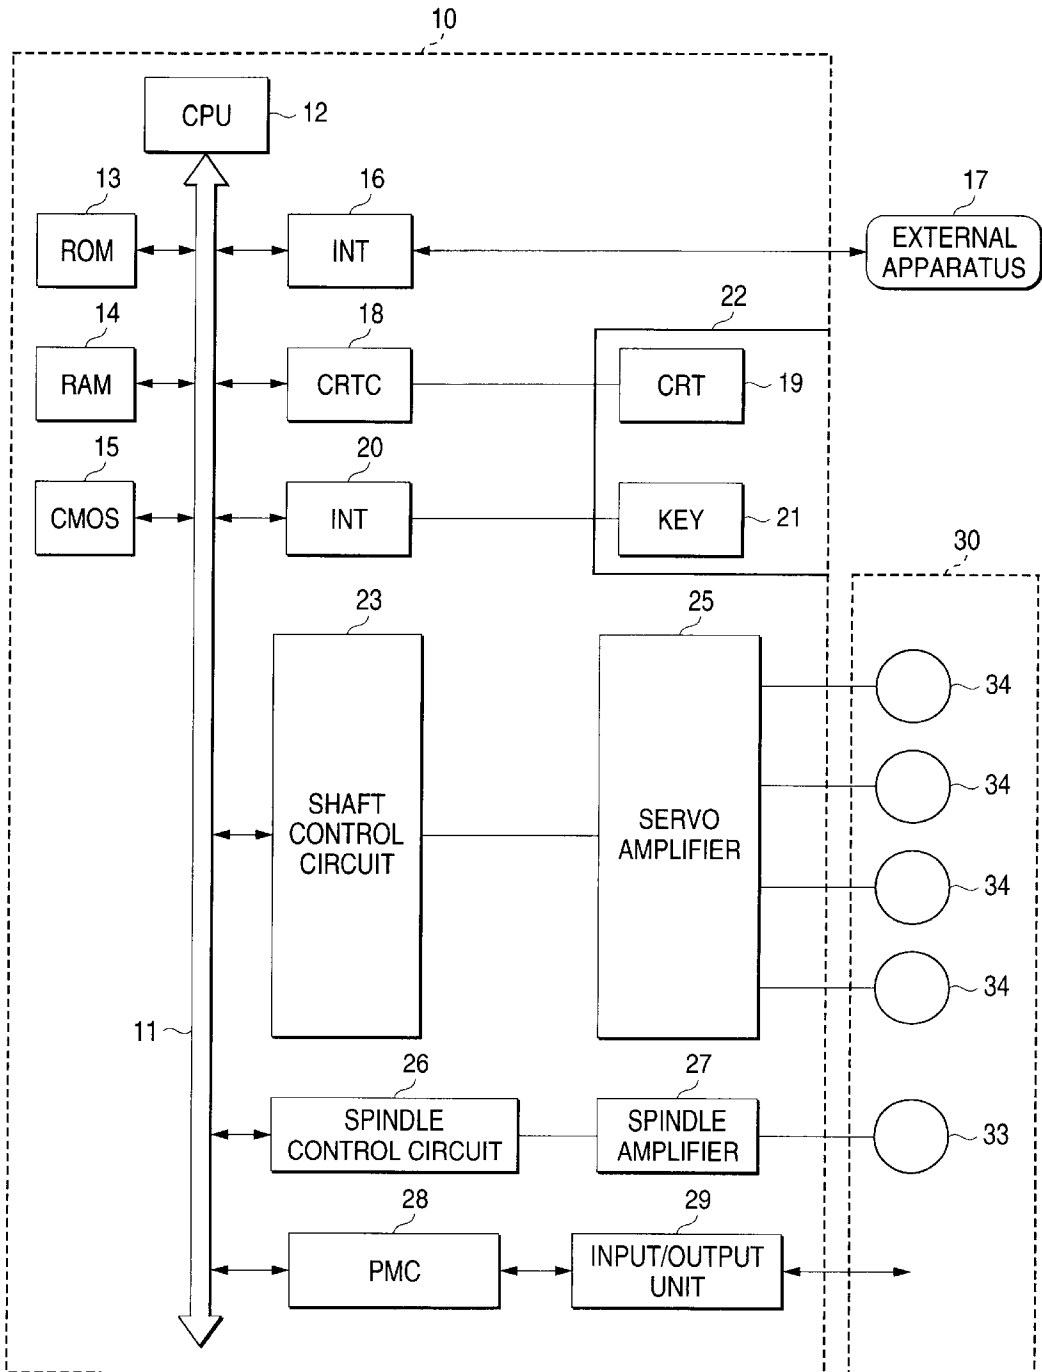 10
CPU
12
13
16
17
ROM
INT
EXTERNAL
APPARATUS
14
18
22
RAM
CRTC
CRT
19
15
20
CMOS
INT
KEY
21
30
23
25
34
34
SHAFT
CONTROL
CIRCUIT
SERVO
AMPLIFIER
34
34
11
26
27
SPINDLE
CONTROL CIRCUIT
SPINDLE
AMPLIFIER
33
28
29
PMC
INPUT/OUTPUT
UNIT